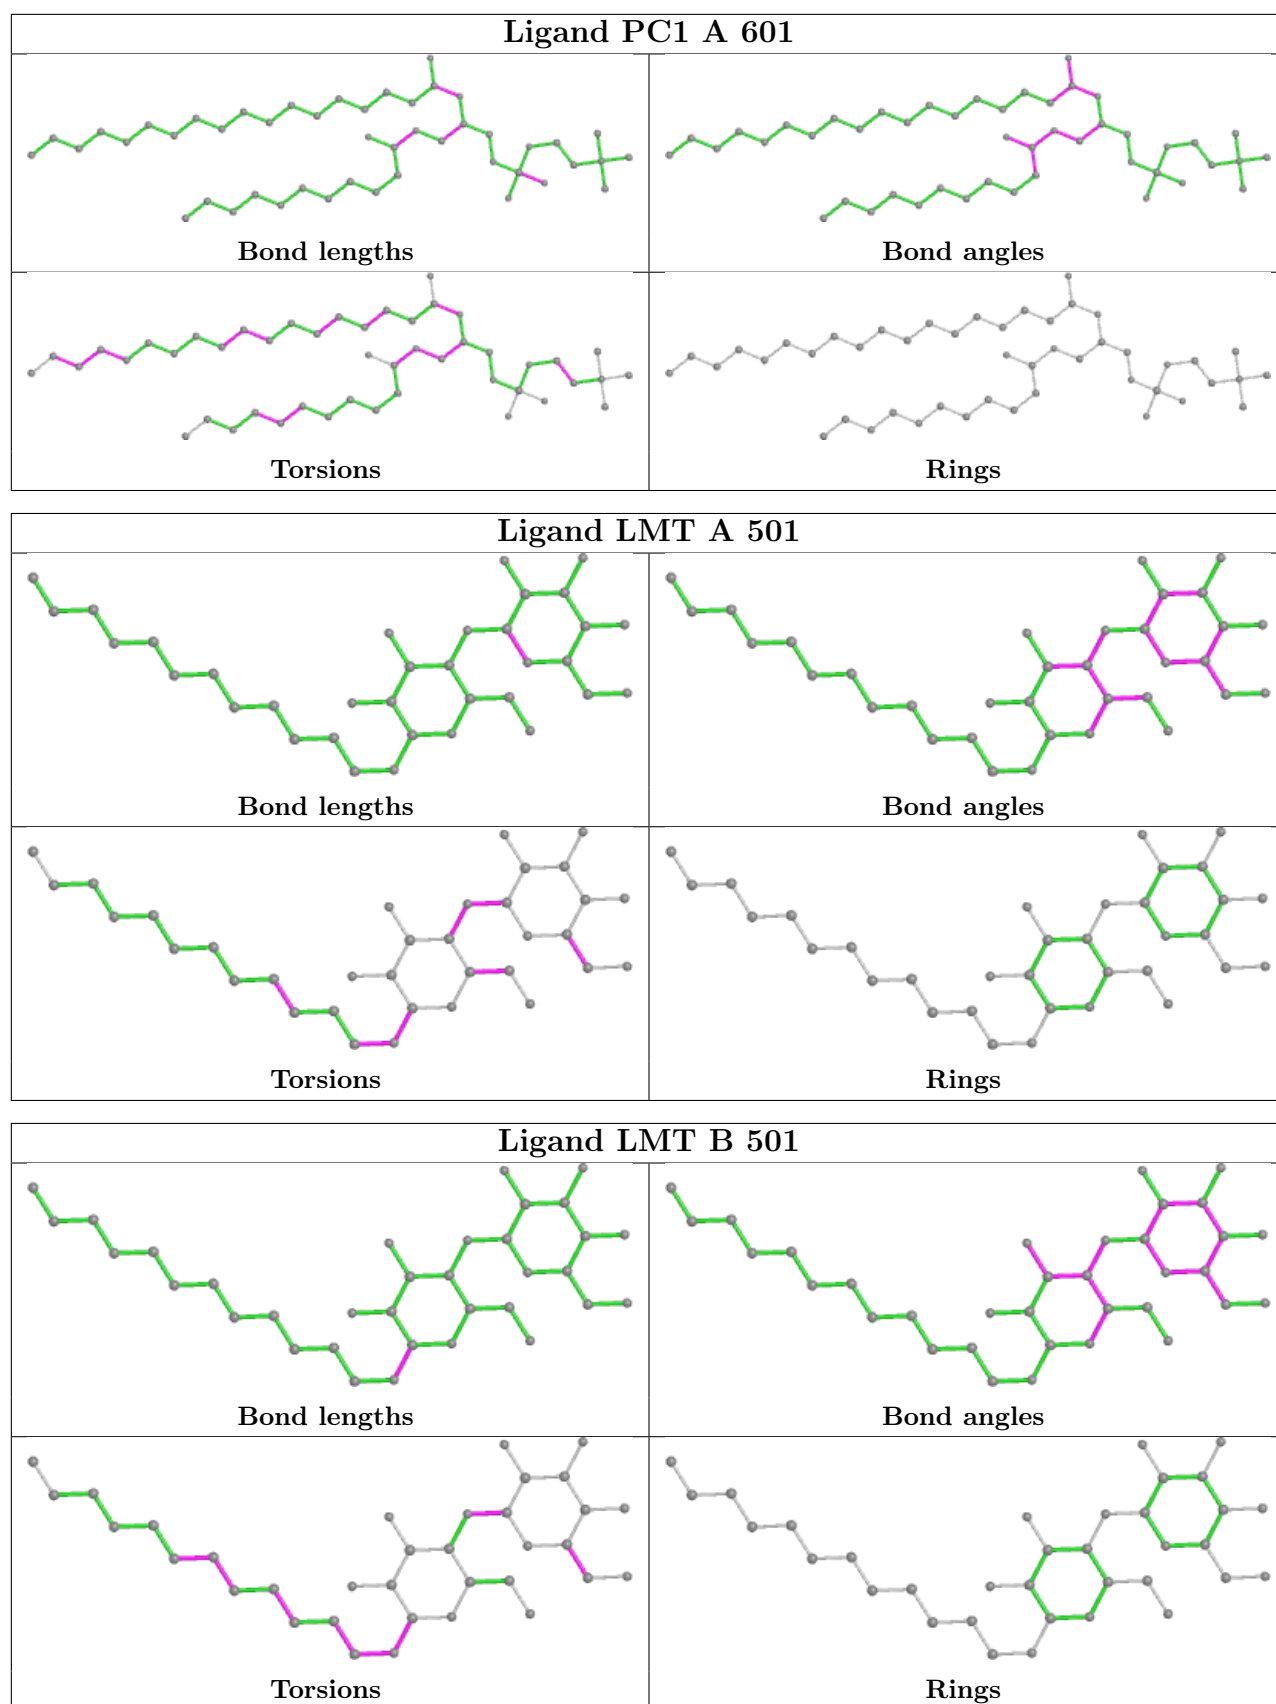 Ligand PC1 A 601
Bond lengths
Bond angles
Torsions
Rings
Ligand LMT A 501
Bond lengths
Bond angles
Torsions
Rings
Ligand LMT B 501
Bond lengths
Bond angles
Torsions
Rings